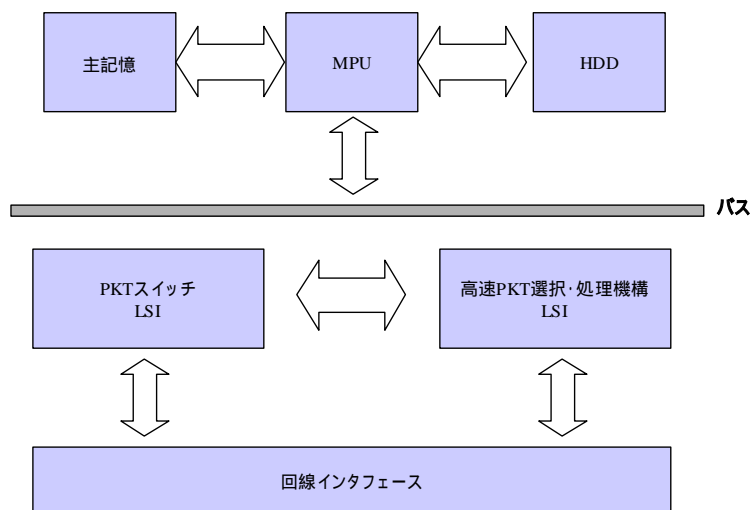 主記憶
MPU
HDD
バス
PKTスイッチ
LSI
高速PKT選択・処理機構
LSI
回線インタフェース